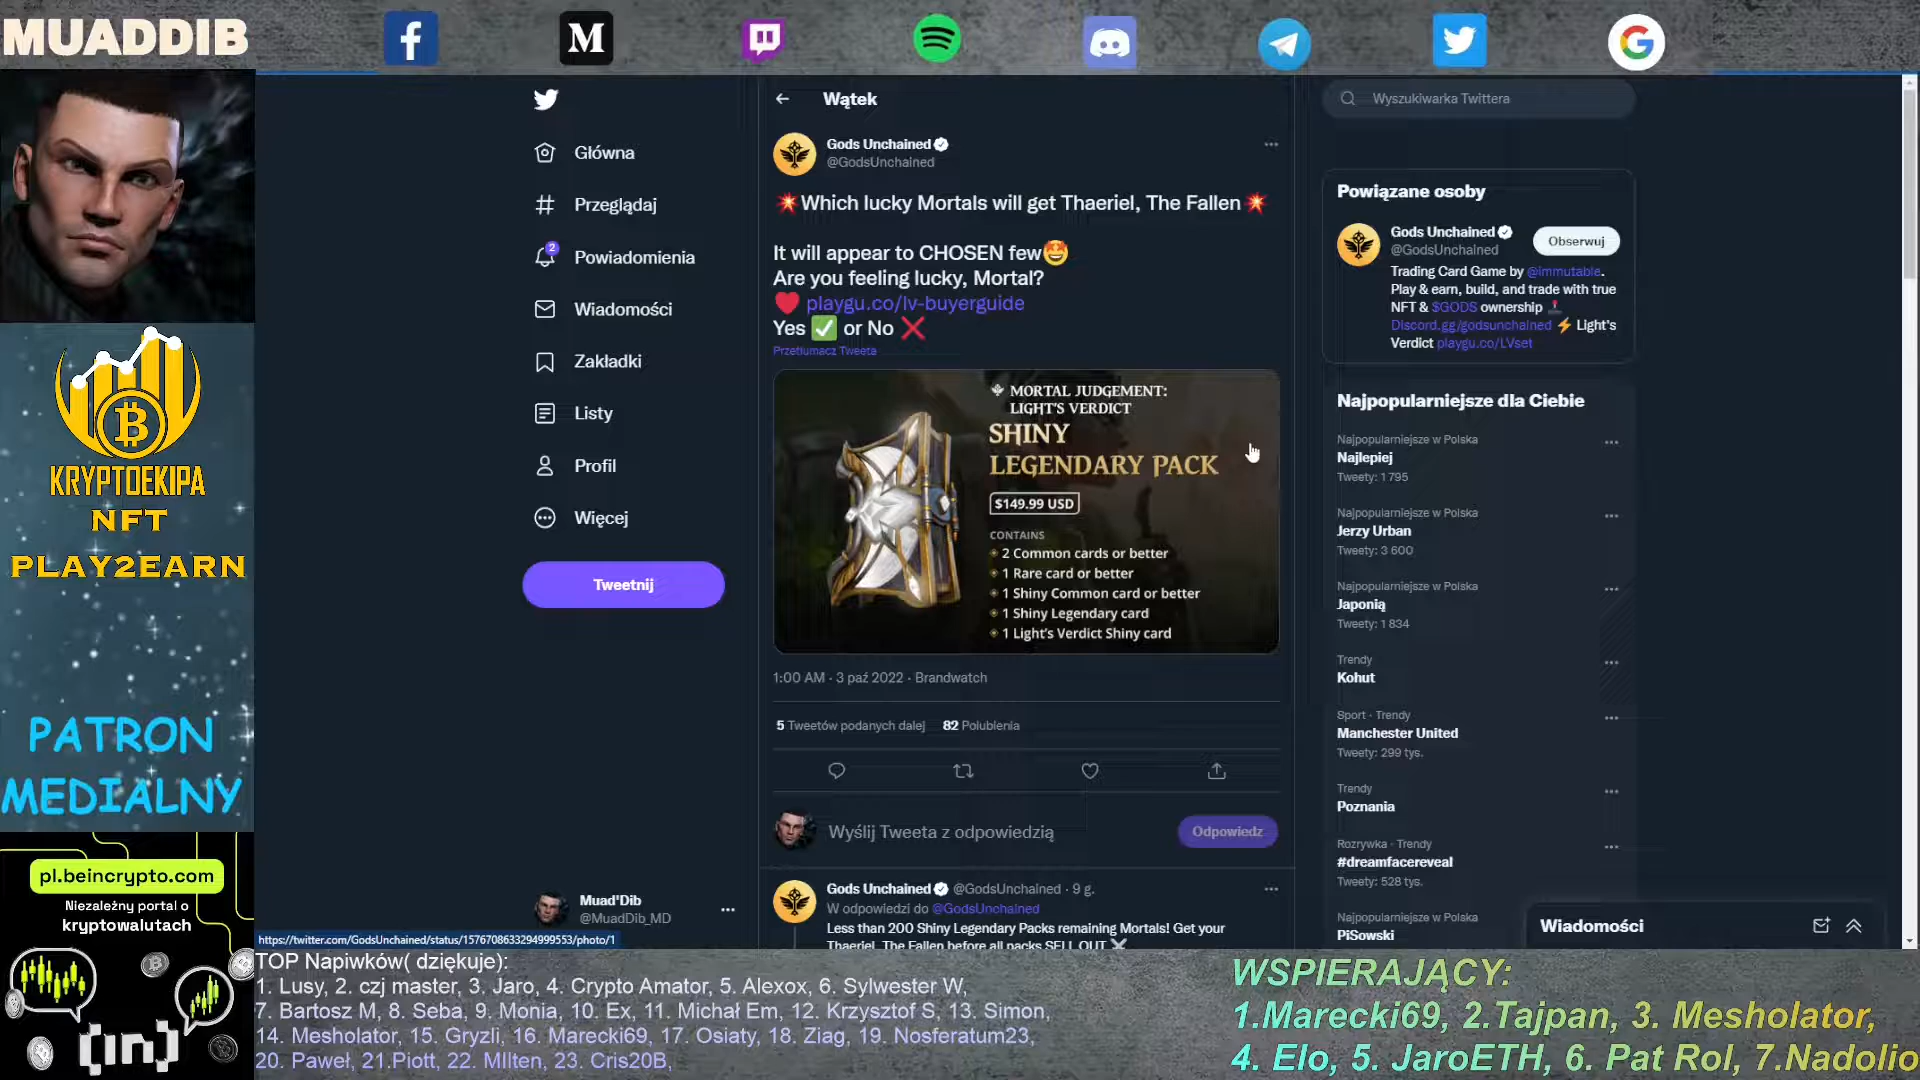 MUADDIB
KRYPTOEKIPA
NFT
PLAY2EARN
PATRON
MEDIALNY
pl.beincrypto.com
Niezależny portal o
kryptowalutach
[in]
Główna
Przeglądaj
2
Powiadomienia
Wiadomości
Zakładki
Listy
Profil
Więcej
Tweetnij
Muad'Dib
@MuadDib_MD
https://twitter.com/GodsUnchained/status/1576708633294999553/photo/1
Wątek
Gods Unchained
@GodsUnchained
💥Which lucky Mortals will get Thaeriel, The Fallen💥
It will appear to CHOSEN few🤩
Are you feeling lucky, Mortal?
❤️ playgu.co/lv-buyerguide
Yes ✅ or No ❌
Przetłumacz Tweeta
MORTAL JUDGEMENT:
LIGHT'S VERDICT
SHINY
LEGENDARY PACK
$149.99 USD
CONTAINS
2 Common cards or better
1 Rare card or better
1 Shiny Common card or better
1 Shiny Legendary card
1 Light's Verdict Shiny card
1:00 AM · 3 paź 2022 · Brandwatch
5 Tweetów podanych dalej 82 Polubienia
Wyślij Tweeta z odpowiedzią
Odpowiedz
Gods Unchained @GodsUnchained · 9 g.
W odpowiedzi do @GodsUnchained
Less than 200 Shiny Legendary Packs remaining Mortals! Get your
Thaeriel, The Fallen before all packs SELL OUT ⚔️
Wyszukiwarka Twittera
Powiązane osoby
Gods Unchained
@GodsUnchained
Obserwuj
Trading Card Game by @immutable.
Play & earn, build, and trade with true
NFT & $GODS ownership 🕹️
Discord.gg/godsunchained ⚡ Light's
Verdict playgu.co/LVset
Najpopularniejsze dla Ciebie
Najpopularniejsze w Polska
Najlepiej
Tweety: 1 795
Najpopularniejsze w Polska
Jerzy Urban
Tweety: 3 600
Najpopularniejsze w Polska
Japonią
Tweety: 1 834
Trendy
Kohut
Sport · Trendy
Manchester United
Tweety: 299 tys.
Trendy
Poznania
Rozrywka · Trendy
#dreamfacereveal
Tweety: 528 tys.
Najpopularniejsze w Polska
PiSowski
Wiadomości
TOP Napiwków( dziękuje):
1. Lusy, 2. czj master, 3. Jaro, 4. Crypto Amator, 5. Alexox, 6. Sylwester W,
7. Bartosz M, 8. Seba, 9. Monia, 10. Ex, 11. Michał Em, 12. Krzysztof S, 13. Simon,
14. Mesholator, 15. Gryzli, 16. Marecki69, 17. Osiaty, 18. Ziag, 19. Nosferatum23,
20. Paweł, 21.Piott, 22. MIlten, 23. Cris20B,
WSPIERAJĄCY:
1.Marecki69, 2.Tajpan, 3. Mesholator,
4. Elo, 5. JaroETH, 6. Pat Rol, 7.Nadolio